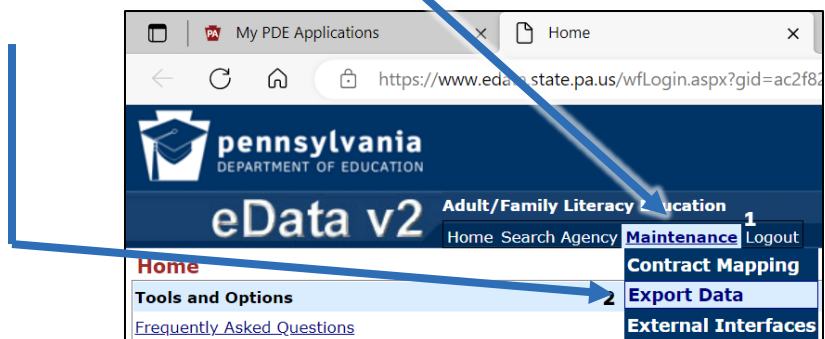 My PDE Applications
Home
https://www.edata.state.pa.us/wfLogin.aspx?gid=ac2f82
pennsylvania
DEPARTMENT OF EDUCATION
eData v2
Adult/Family Literacy Education
1
Home Search Agency Maintenance Logout
Home
Contract Mapping
Tools and Options
2 Export Data
Frequently Asked Questions
External Interfaces